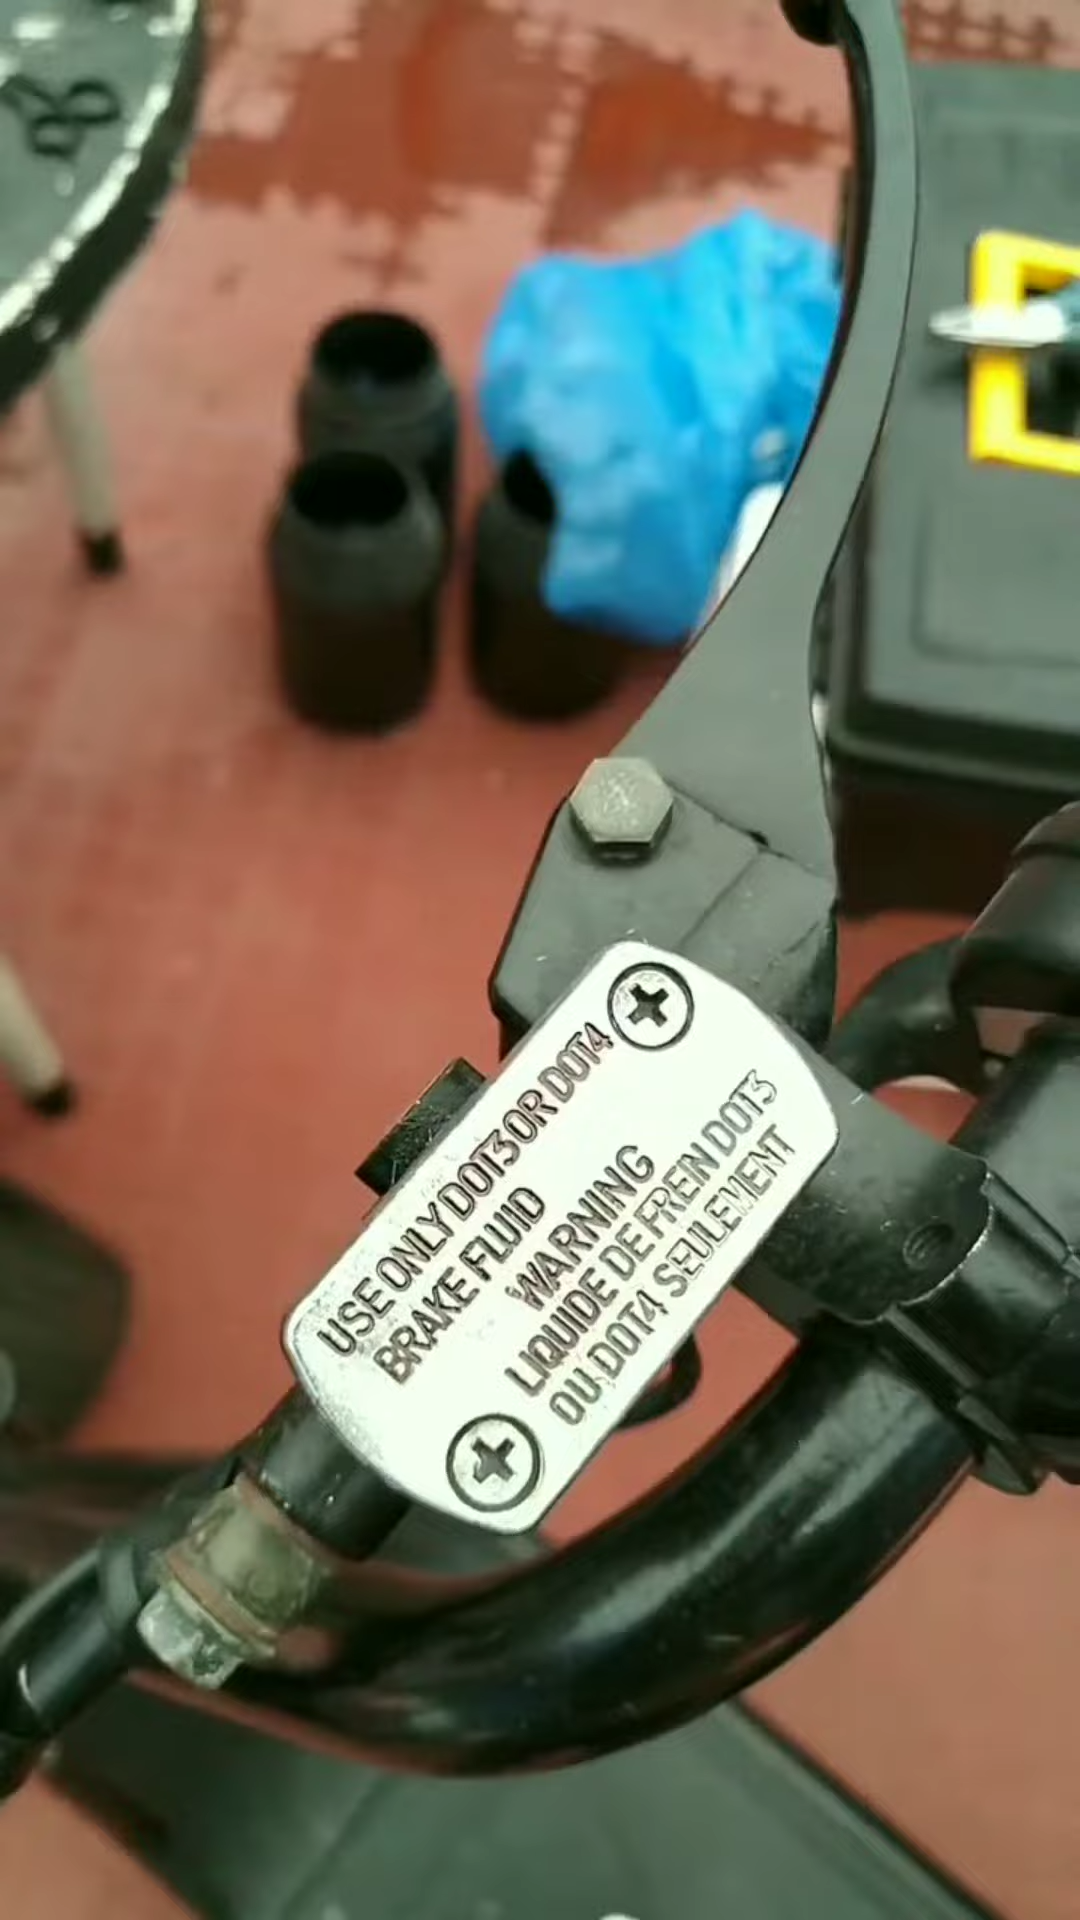 USE ONLY DOT3 OR DOT4
BRAKE FLUID
WARNING
LIQUIDE DE FREIN DOT3
OU DOT4 SEULEMENT